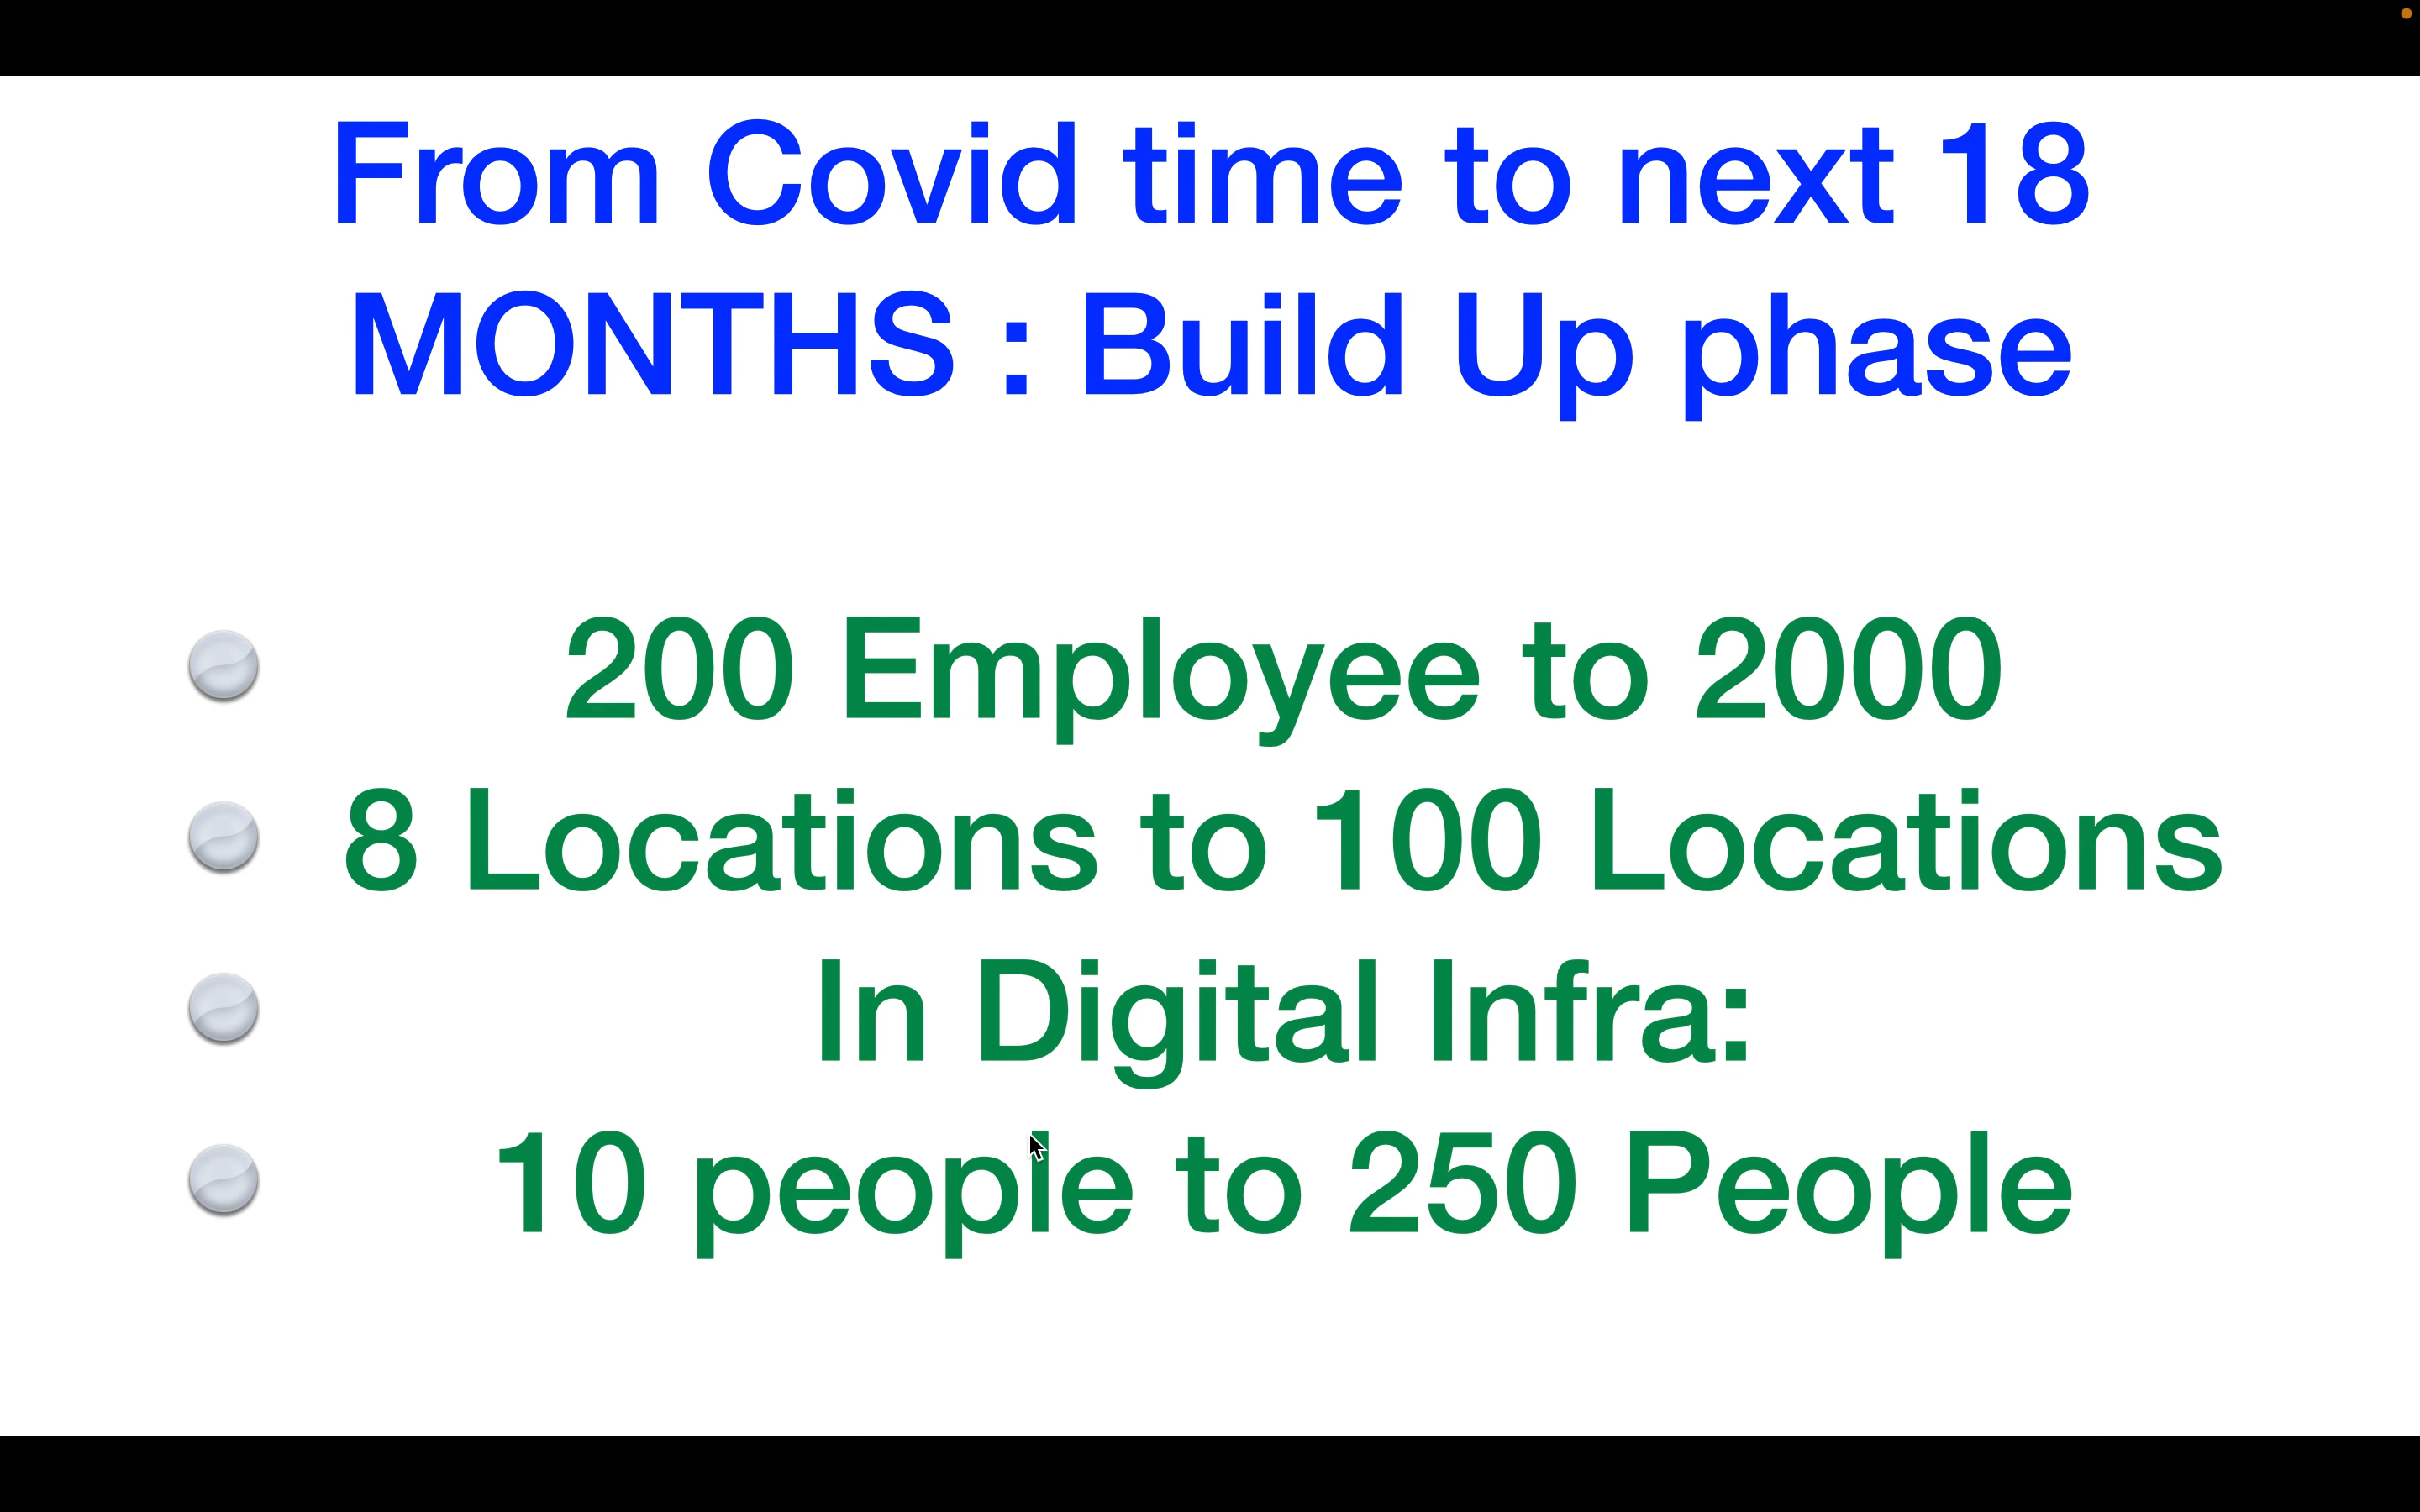 From Covid time to next 18
MONTHS : Build Up phase
200 Employee to 2000
8 Locations to 100 Locations
In Digital Infra:
10 people to 250 People